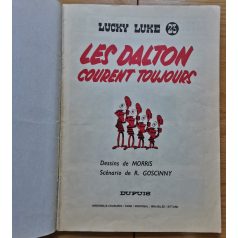 LUCKY LUKE 23
LES DALTON
COURENT TOUJOURS
Dessins de MORRIS
Scénario de R. GOSCINNY
DUPUIS